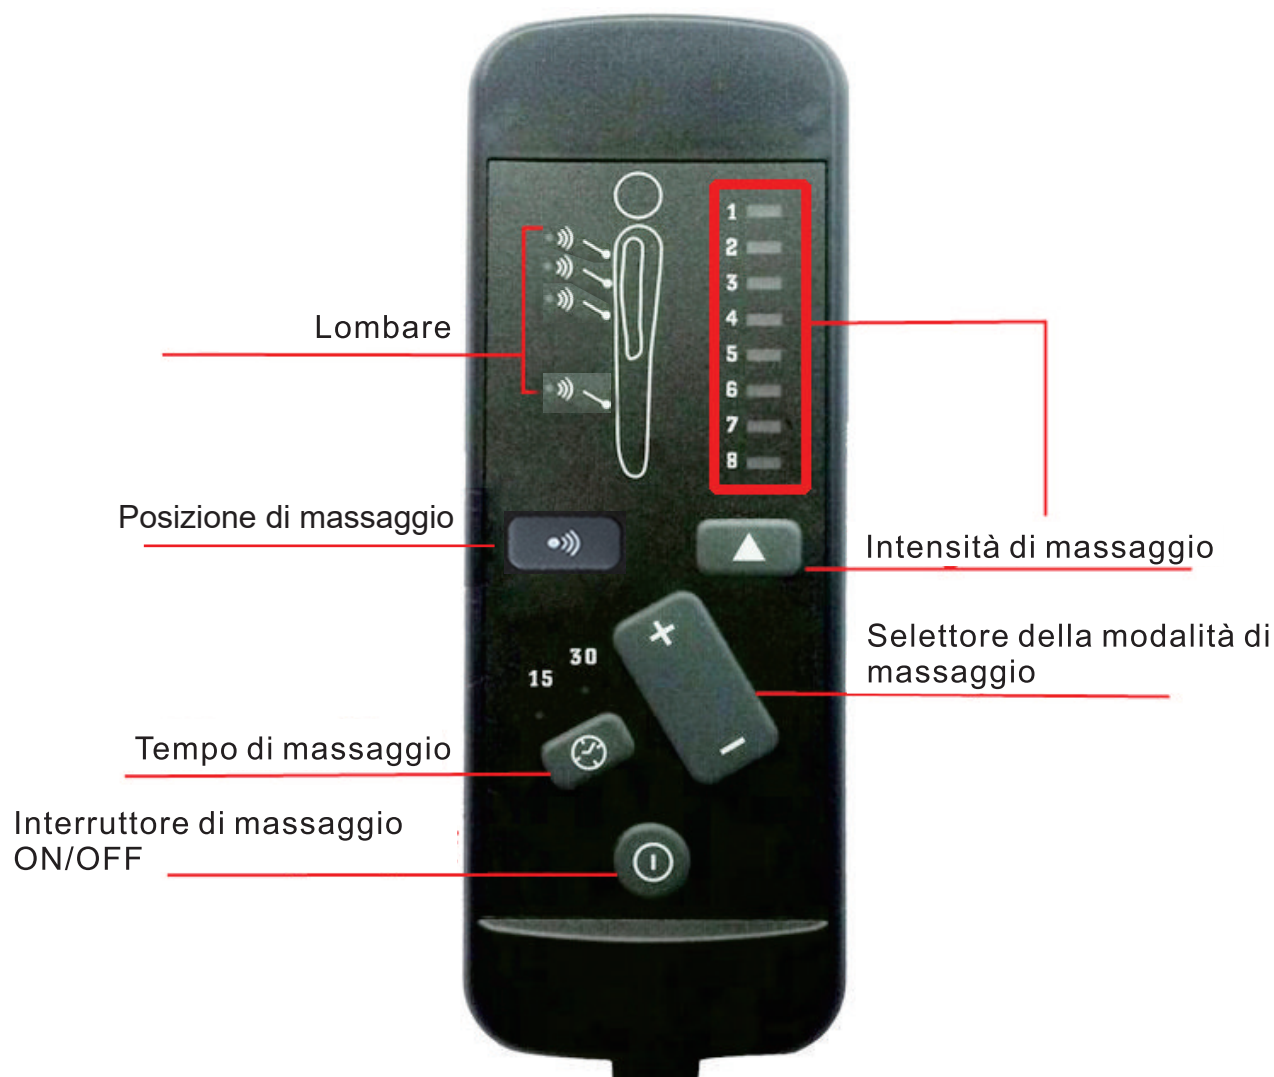 1
2
3
4
5
6
7
8
Lombare
Posizione di massaggio
Intensità di massaggio
Selettore della modalità di
massaggio
30
15
Tempo di massaggio
Interruttore di massaggio
ON/OFF